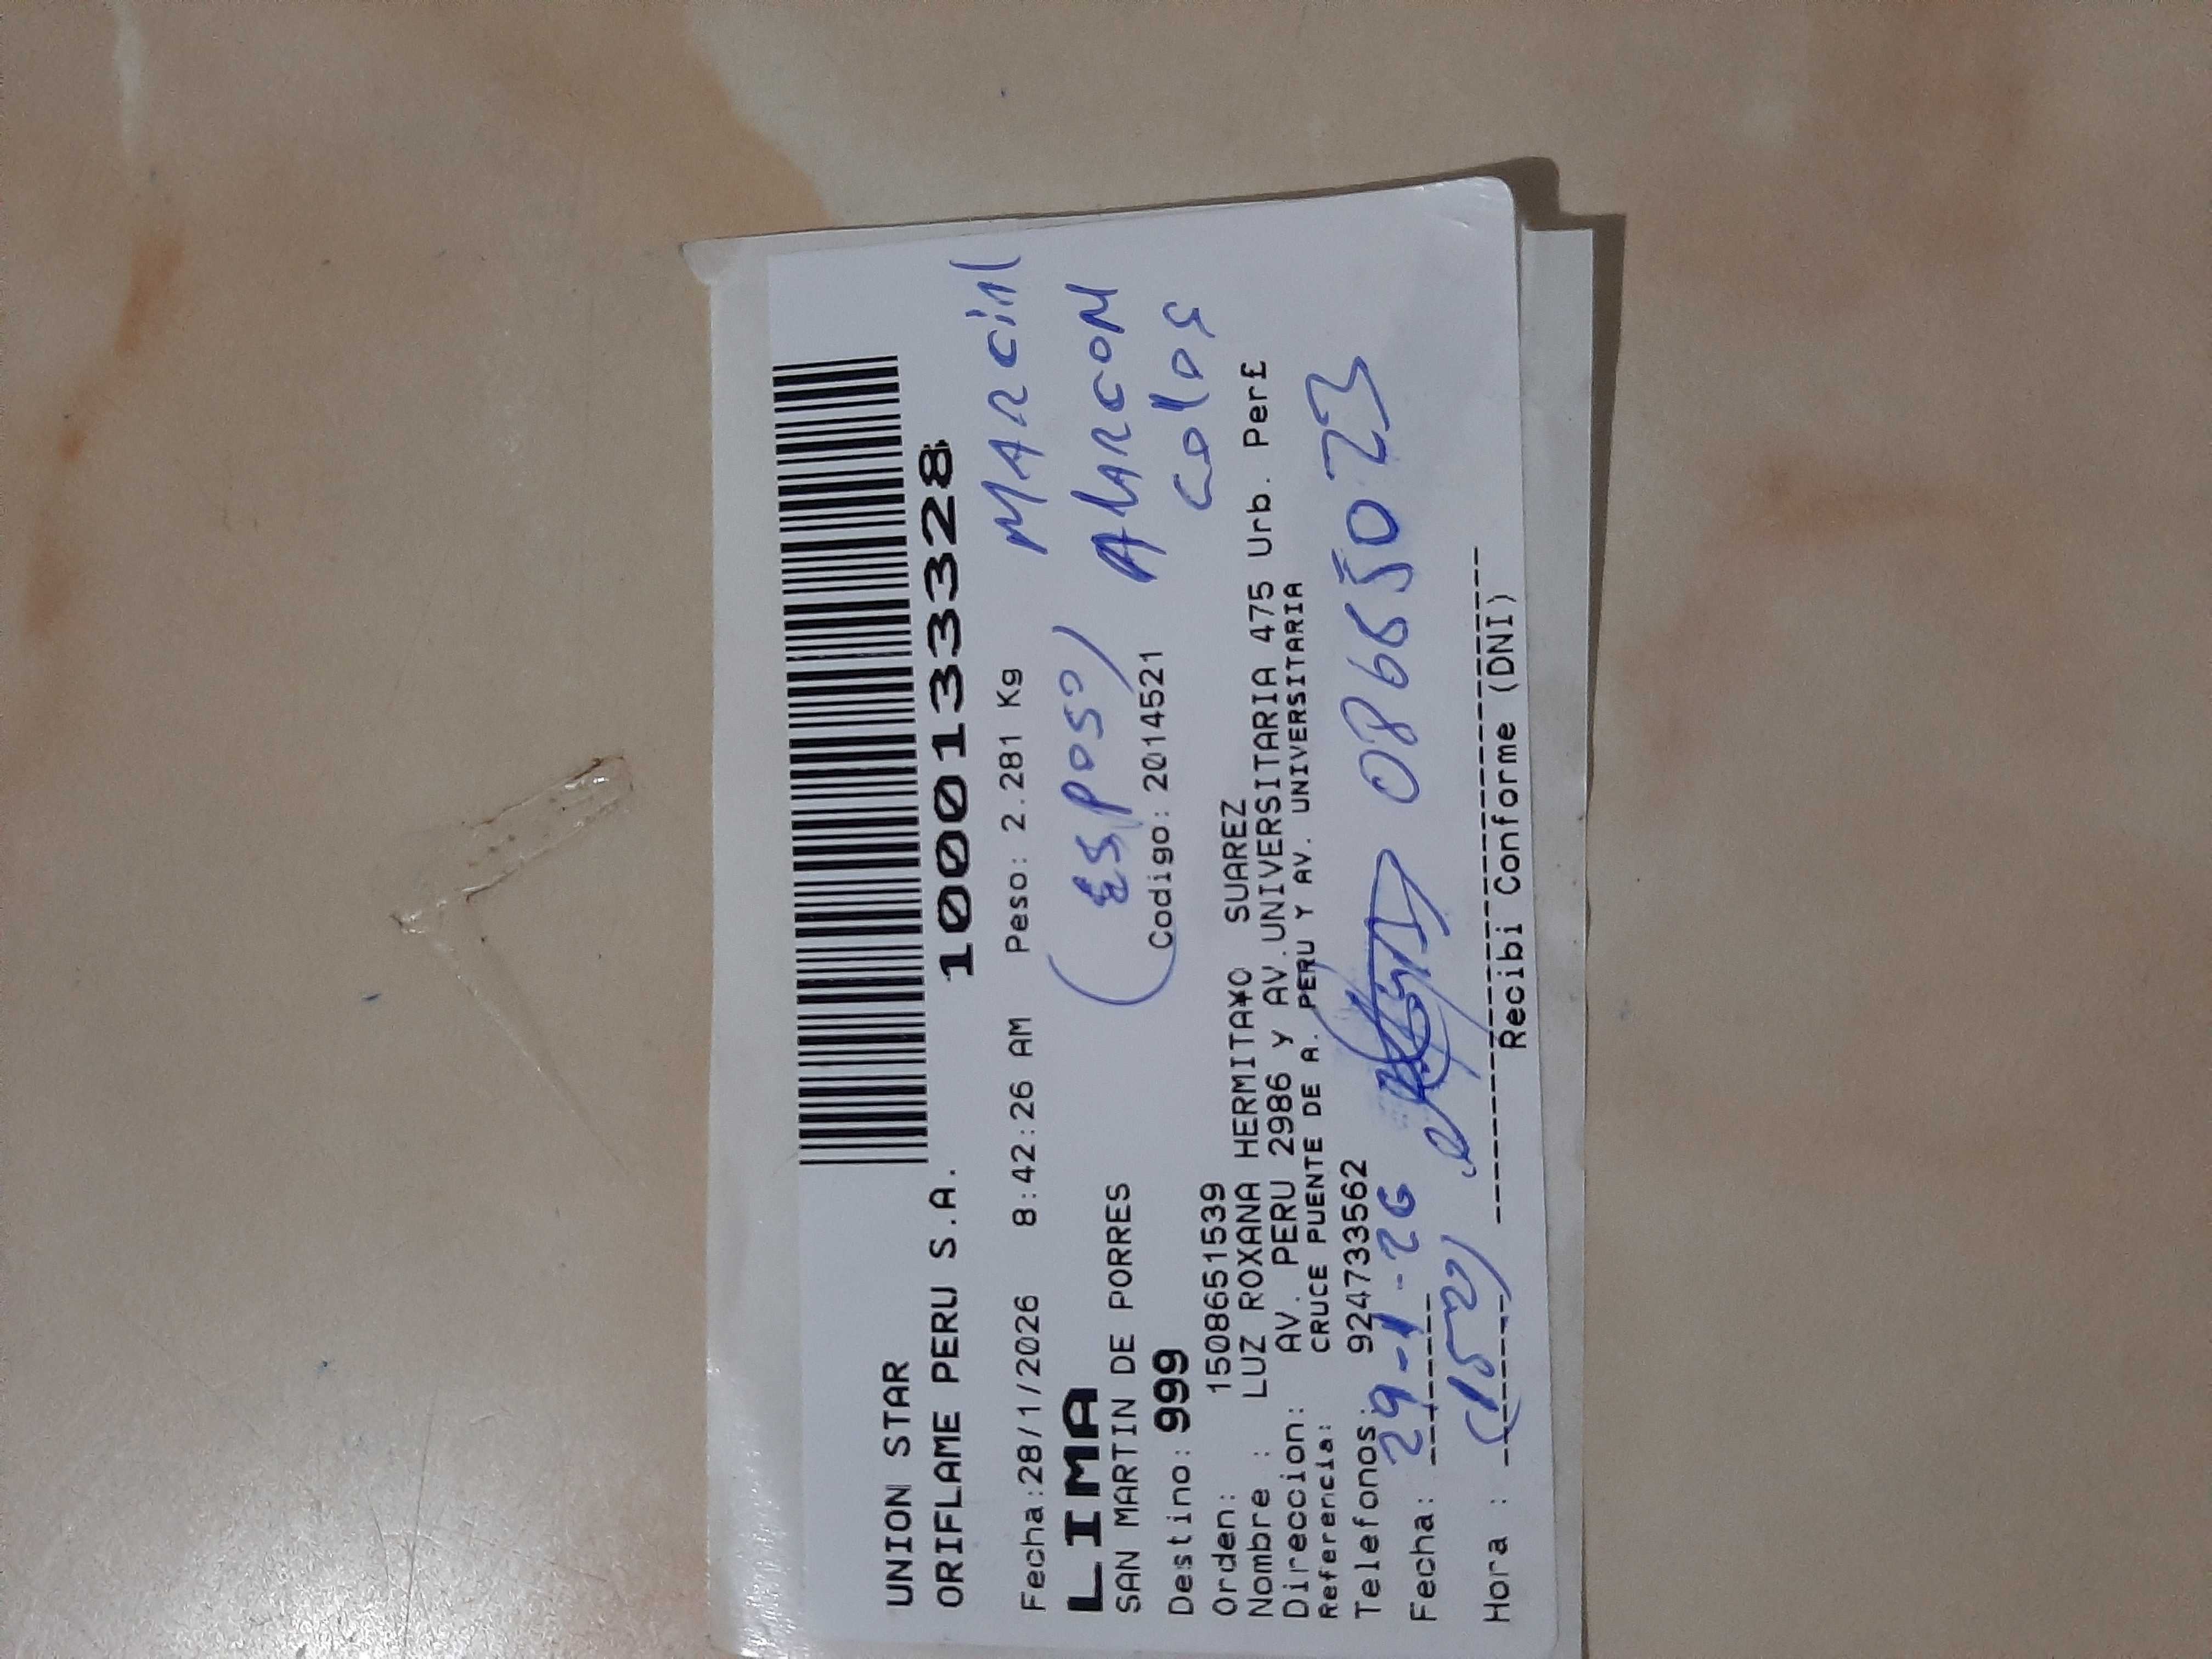 UNION STAR
ORIFLAME PERU S.A.
1000133328
Fecha:28/1/2026 8:42:26 AM Peso: 2.281 Kg
MARCIAL
LIMA
(ESPOSO) ALARCON
SAN MARTIN DE PORRES
Destino: 999 Codigo: 2014521
Orden: 1508651539
Nombre : LUZ ROXANA HERMITA¥O SUAREZ
Direccion: AV. PERU 2986 Y AV.UNIVERSITARIA 475 Urb. Per£
Referencia: CRUCE PUENTE DE A. PERU Y AV. UNIVERSITARIA
Telefonos: 924733562
Fecha: 29-1-26 08665023
Hora : (1520)
Recibi Conforme (DNI)